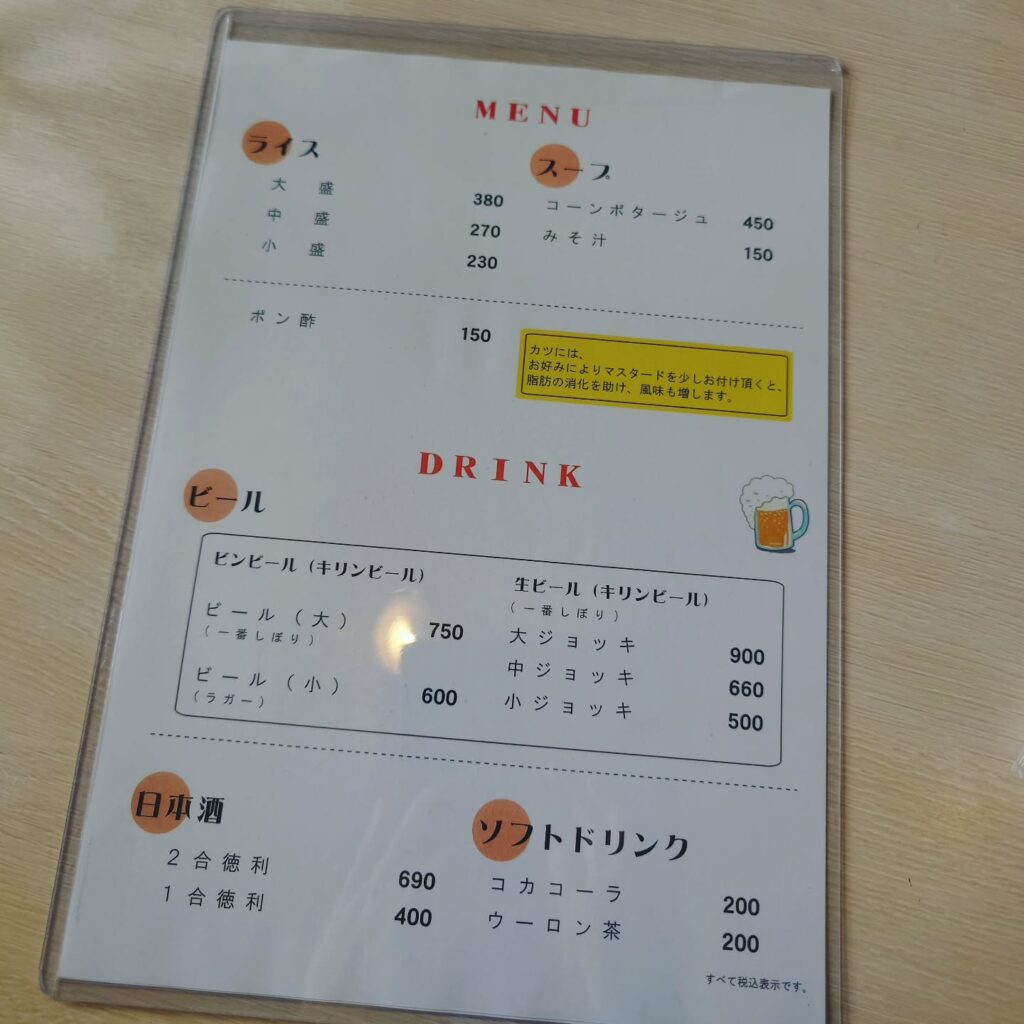 MENU
ライス
大盛 380
中盛 270
小盛 230
スープ
コーンポタージュ 450
みそ汁 150
ポン酢 150
カツには、
お好みによりマスタードを少しお付け頂くと、
脂肪の消化を助け、風味も増します。
DRINK
ビール
ビンビール（キリンビール）
ビール（大） 750
（一番しぼり）
ビール（小） 600
（ラガー）
生ビール（キリンビール）
（一番しぼり）
大ジョッキ 900
中ジョッキ 660
小ジョッキ 500
日本酒
2合徳利 690
1合徳利 400
ソフトドリンク
コカコーラ 200
ウーロン茶 200
すべて税込表示です。